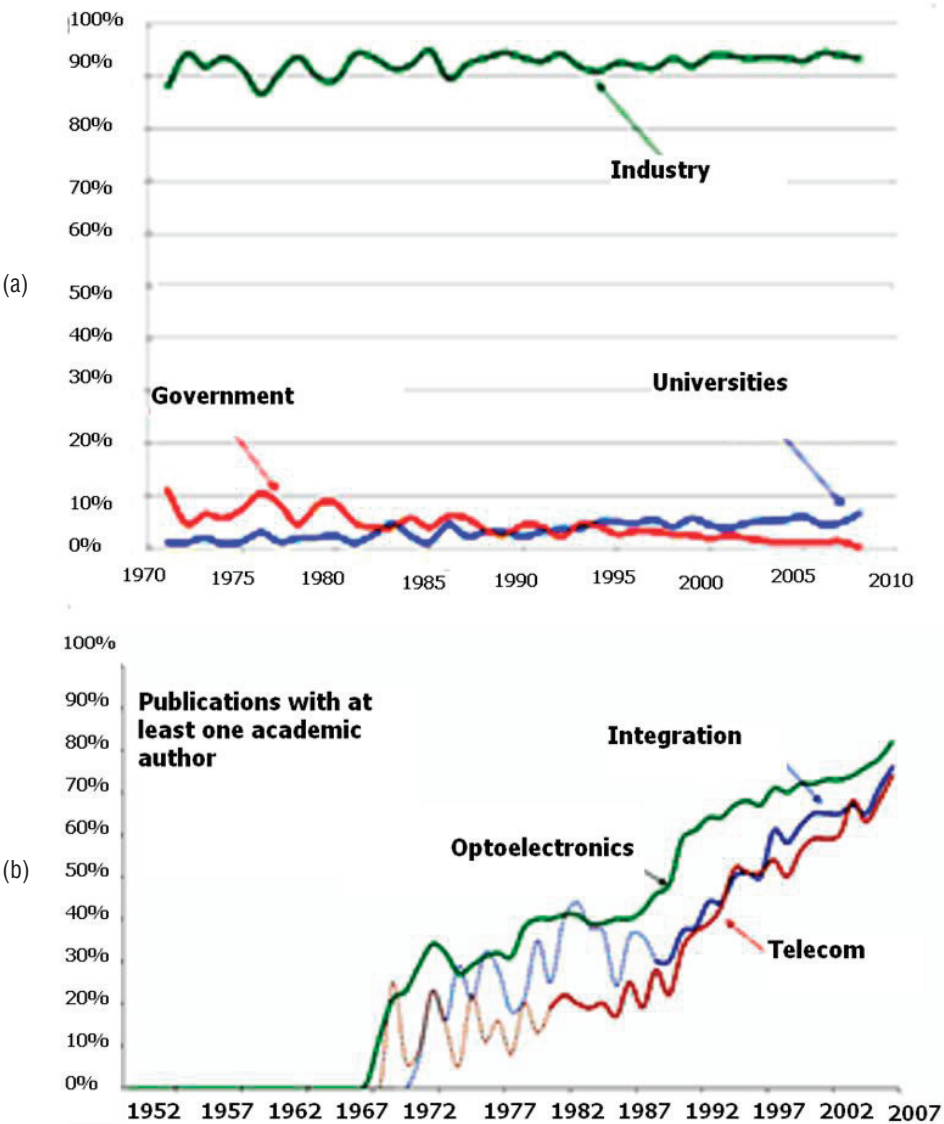 100%
90%
80%
Industry
70%
60%
(a)
50%
40%
30%
Government
Universities
20%
10%
0%
1970 1975 1980 1985 1990 1995 2000 2005 2010
100%
90%
Publications with at
least one academic
author
80%
Integration
70%
60%
Optoelectronics
(b)
50%
40%
Telecom
30%
20%
10%
0%
1952 1957 1962 1967 1972 1977 1982 1987 1992 1997 2002 2007